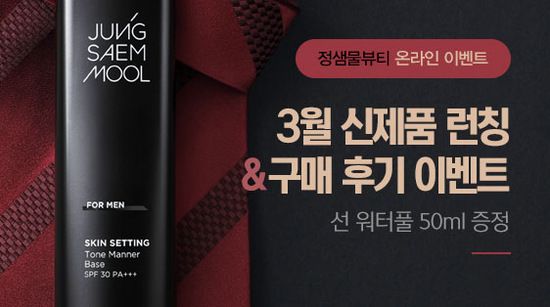 JUNG
SAEM
MOOL
FOR MEN
SKIN SETTING
Tone Manner
Base
SPF 30 PA+++
정샘물뷰티 온라인 이벤트
3월 신제품 런칭
&구매 후기 이벤트
선 워터풀 50ml 증정